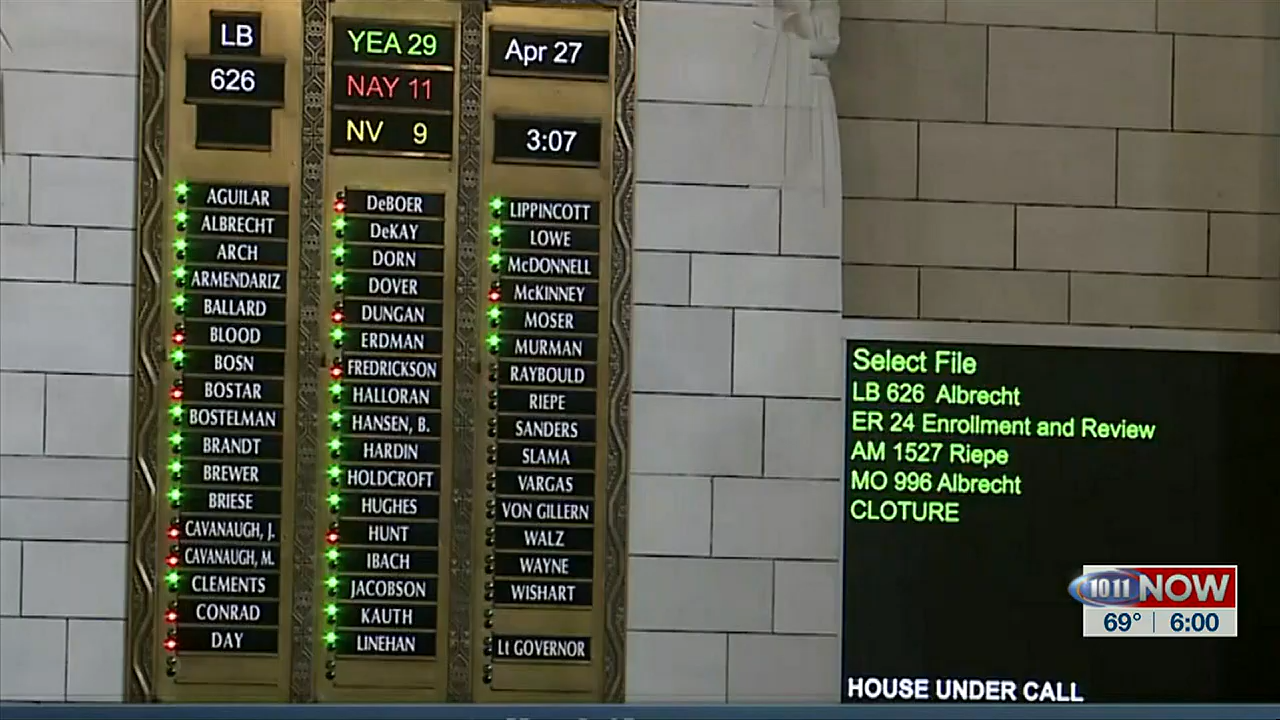 LB
626
YEA 29
NAY 11
NV 9
Apr 27
3:07
AGUILAR
ALBRECHT
ARCH
ARMENDARIZ
BALLARD
BLOOD
BOSN
BOSTAR
BOSTELMAN
BRANDT
BREWER
BRIESE
CAVANAUGH, J.
CAVANAUGH, M.
CLEMENTS
CONRAD
DAY
DeBOER
DeKAY
DORN
DOVER
DUNGAN
ERDMAN
FREDRICKSON
HALLORAN
HANSEN, B.
HARDIN
HOLDCROFT
HUGHES
HUNT
IBACH
JACOBSON
KAUTH
LINEHAN
LIPPINCOTT
LOWE
McDONNELL
McKINNEY
MOSER
MURMAN
RAYBOULD
RIEPE
SANDERS
SLAMA
VARGAS
VON GILLERN
WALZ
WAYNE
WISHART
Lt GOVERNOR
Select File
LB 626 Albrecht
ER 24 Enrollment and Review
AM 1527 Riepe
MO 996 Albrecht
CLOTURE
HOUSE UNDER CALL
1011 NOW
69° | 6:00